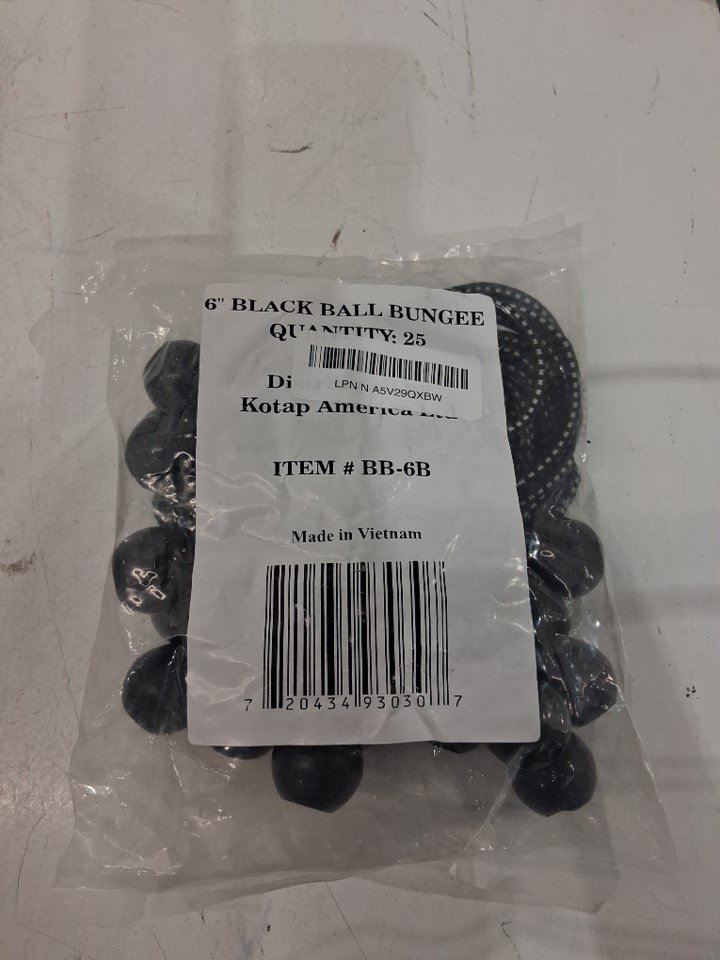 6" BLACK BALL BUNGEE
QUANTITY: 25
LPN N A5V29QXBW
Kotap America Ltd
ITEM # BB-6B
Made in Vietnam
7 20434 93030 7